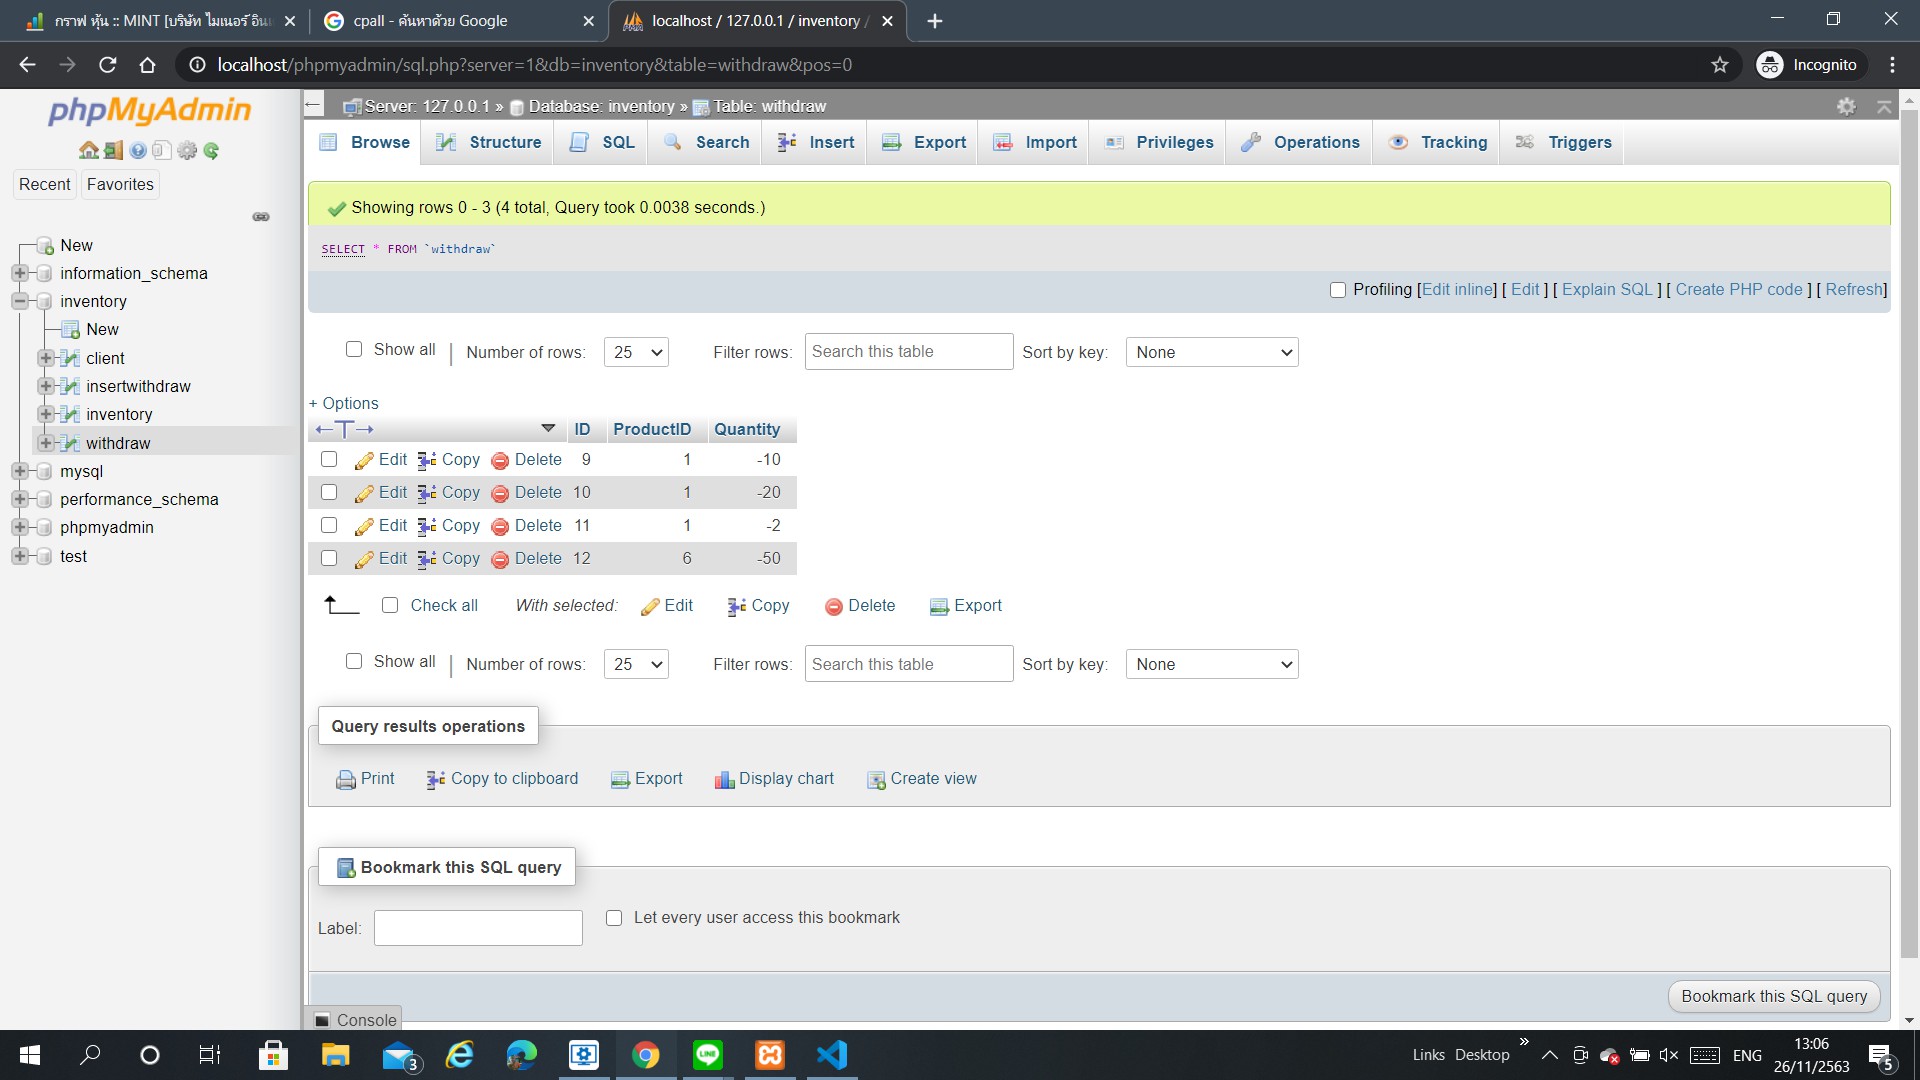 กราฟ หุ้น :: MINT [บริษัท ไมเนอร์ อิน
cpall - ค้นหาด้วย Google
localhost / 127.0.0.1 / inventory /
localhost/phpmyadmin/sql.php?server=1&db=inventory&table=withdraw&pos=0
Incognito
phpMyAdmin
Recent
Favorites
New
information_schema
inventory
New
client
insertwithdraw
inventory
withdraw
mysql
performance_schema
phpmyadmin
test
Server: 127.0.0.1 » Database: inventory » Table: withdraw
Browse Structure SQL Search Insert Export Import Privileges Operations Tracking Triggers
Showing rows 0 - 3 (4 total, Query took 0.0038 seconds.)
SELECT * FROM `withdraw`
Profiling [Edit inline] [ Edit ] [ Explain SQL ] [ Create PHP code ] [ Refresh]
Show all | Number of rows: 25 Filter rows: Search this table Sort by key: None
+ Options
←T→ ID ProductID Quantity
Edit Copy Delete 9 1 -10
Edit Copy Delete 10 1 -20
Edit Copy Delete 11 1 -2
Edit Copy Delete 12 6 -50
Check all With selected: Edit Copy Delete Export
Show all | Number of rows: 25 Filter rows: Search this table Sort by key: None
Query results operations
Print Copy to clipboard Export Display chart Create view
Bookmark this SQL query
Label: Let every user access this bookmark
Bookmark this SQL query
Console
3
Links Desktop » ENG
13:06
26/11/2563
5